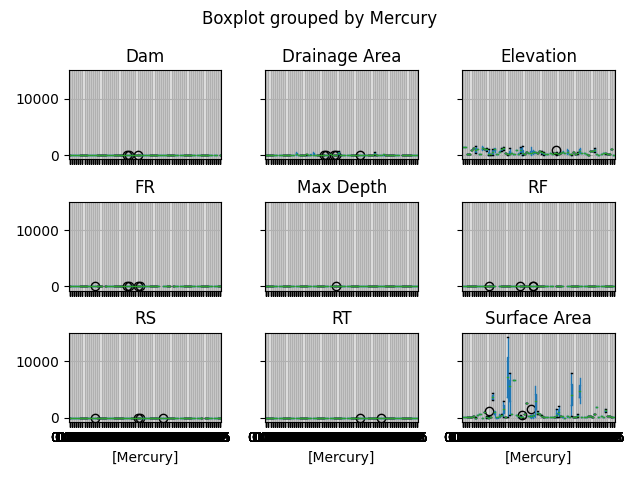 Boxplot grouped by Mercury
Dam Drainage Area Elevation
10000
0
FR Max Depth RF
10000
0
RS RT Surface Area
10000
0
[Mercury] [Mercury] [Mercury]